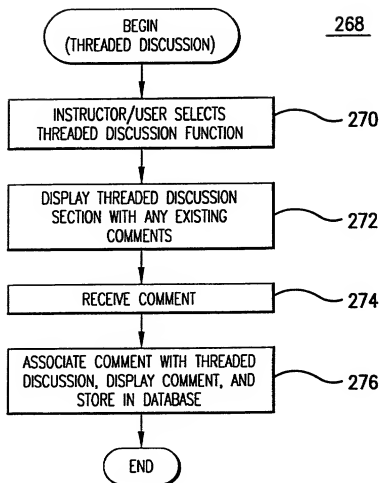 BEGIN
(THREADED DISCUSSION)
268
INSTRUCTOR/USER SELECTS
THREADED DISCUSSION FUNCTION
270
DISPLAY THREADED DISCUSSION
SECTION WITH ANY EXISTING
COMMENTS
272
RECEIVE COMMENT
274
ASSOCIATE COMMENT WITH THREADED
DISCUSSION, DISPLAY COMMENT, AND
STORE IN DATABASE
276
END